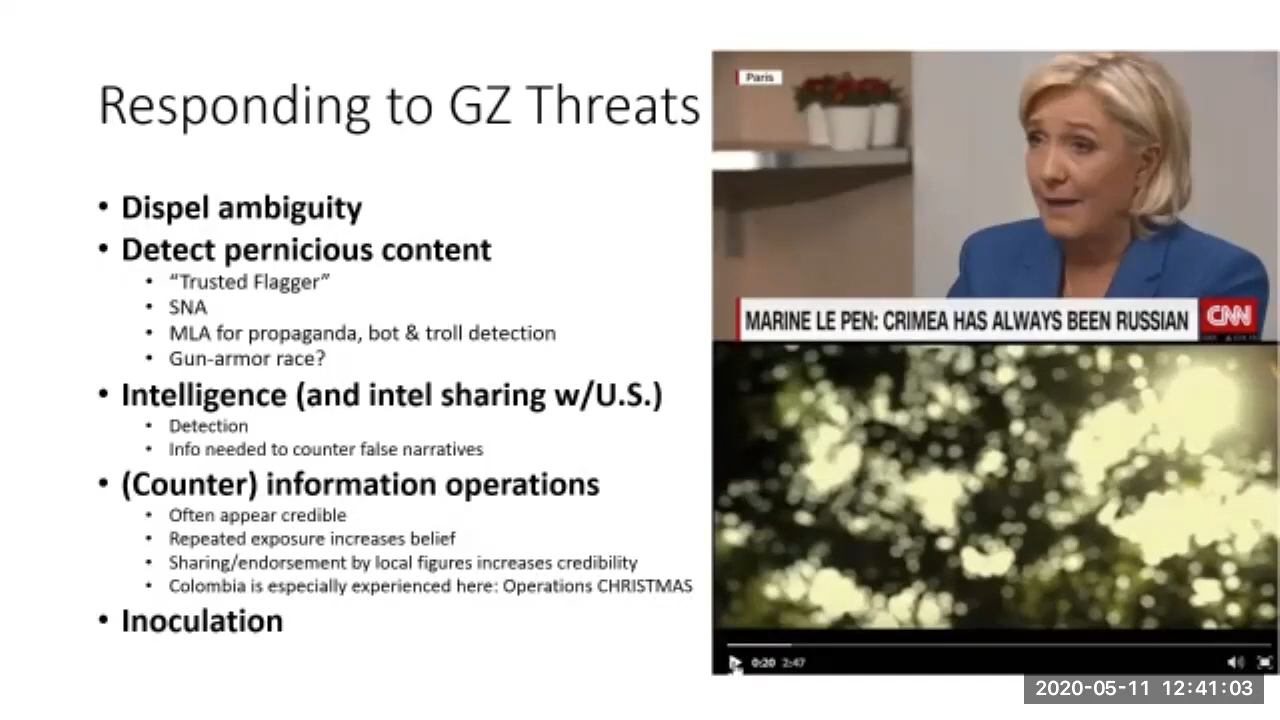 Responding to GZ Threats
• Dispel ambiguity
• Detect pernicious content
• “Trusted Flagger”
• SNA
• MLA for propaganda, bot & troll detection
• Gun-armor race?
• Intelligence (and intel sharing w/U.S.)
• Detection
• Info needed to counter false narratives
• (Counter) information operations
• Often appear credible
• Repeated exposure increases belief
• Sharing/endorsement by local figures increases credibility
• Colombia is especially experienced here: Operations CHRISTMAS
• Inoculation
Paris
MARINE LE PEN: CRIMEA HAS ALWAYS BEEN RUSSIAN
CNN
0:20 2:47
2020-05-11 12:41:03